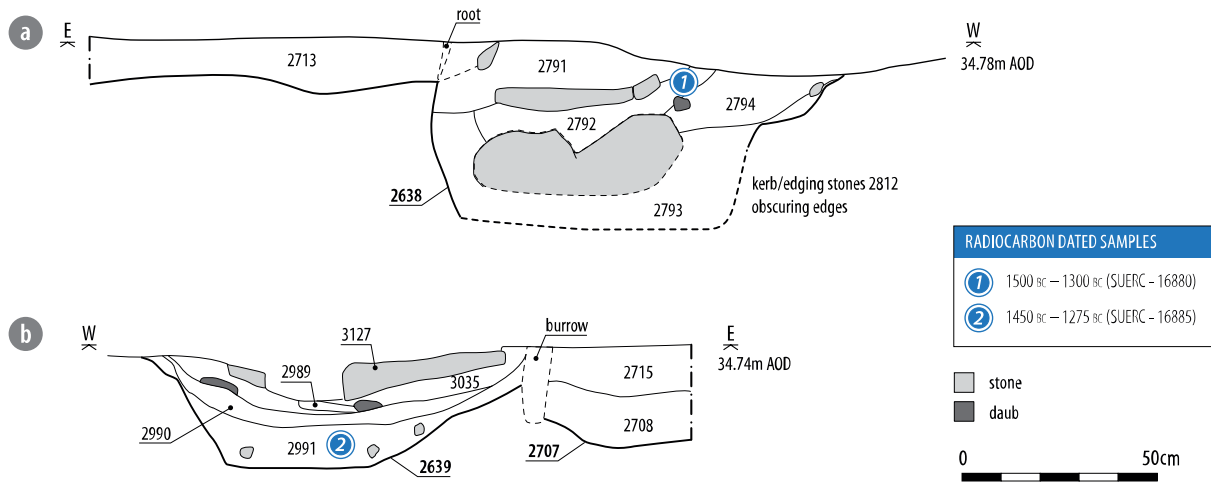 a
E
root
W
34.78m AOD
2713
2791
1
2794
2792
2638
2793
kerb/edging stones 2812
obscuring edges
RADIOCARBON DATED SAMPLES
1 1500 BC – 1300 BC (SUERC - 16880)
2 1450 BC – 1275 BC (SUERC - 16885)
stone
daub
0 50cm
b
W
3127
burrow
E
34.74m AOD
2989
3035
2715
2708
2990
2991
2
2639
2707